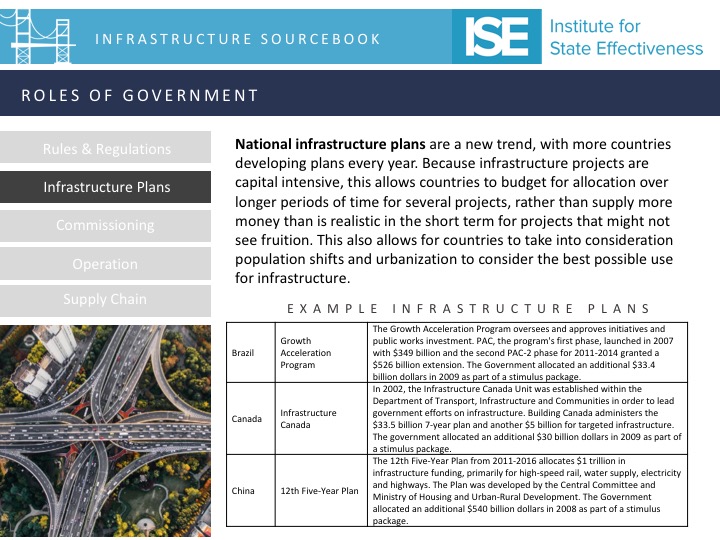 INFRASTRUCTURE SOURCEBOOK
ISE
Institute for
State Effectiveness
ROLES OF GOVERNMENT
Rules & Regulations
Infrastructure Plans
Commissioning
Operation
Supply Chain
National infrastructure plans are a new trend, with more countries
developing plans every year. Because infrastructure projects are
capital intensive, this allows countries to budget for allocation over
longer periods of time for several projects, rather than supply more
money than is realistic in the short term for projects that might not
see fruition. This also allows for countries to take into consideration
population shifts and urbanization to consider the best possible use
for infrastructure.
EXAMPLE INFRASTRUCTURE PLANS
Brazil
Growth
Acceleration
Program
The Growth Acceleration Program oversees and approves initiatives and
public works investment. PAC, the program's first phase, launched in 2007
with $349 billion and the second PAC-2 phase for 2011-2014 granted a
$526 billion extension. The Government allocated an additional $33.4
billion dollars in 2009 as part of a stimulus package.
Canada
Infrastructure
Canada
In 2002, the Infrastructure Canada Unit was established within the
Department of Transport, Infrastructure and Communities in order to lead
government efforts on infrastructure. Building Canada administers the
$33.5 billion 7-year plan and another $5 billion for targeted infrastructure.
The government allocated an additional $30 billion dollars in 2009 as part of
a stimulus package.
China
12th Five-Year Plan
The 12th Five-Year Plan from 2011-2016 allocates $1 trillion in
infrastructure funding, primarily for high-speed rail, water supply, electricity
and highways. The Plan was developed by the Central Committee and
Ministry of Housing and Urban-Rural Development. The Government
allocated an additional $540 billion dollars in 2008 as part of a stimulus
package.